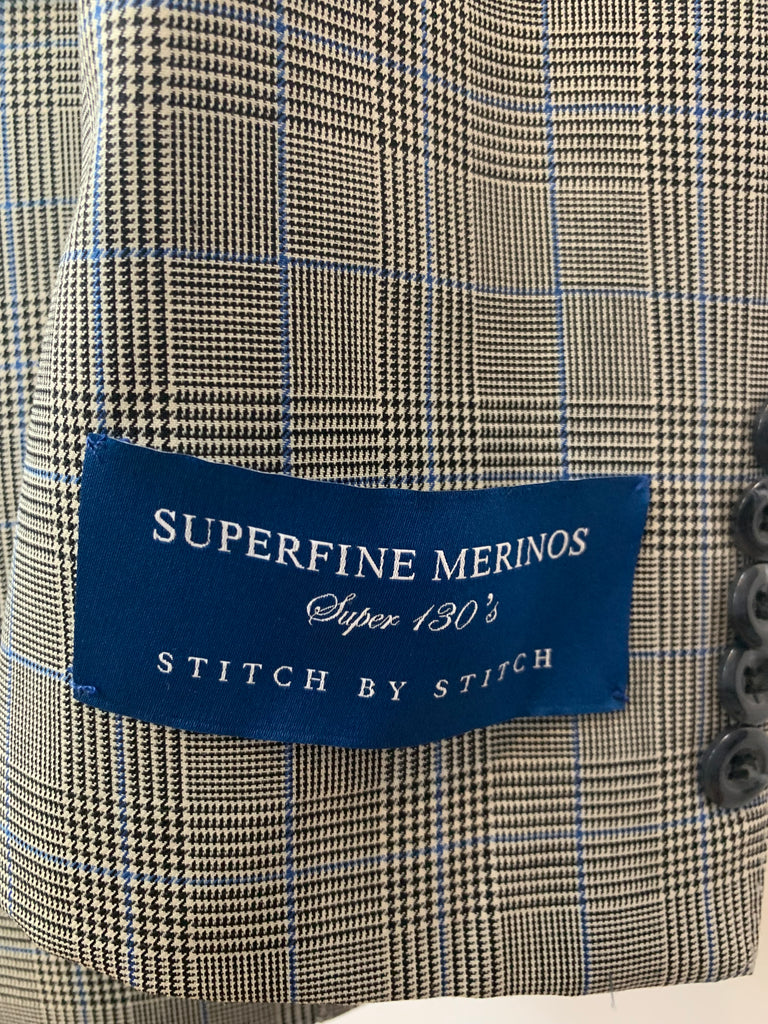 SUPERFINE MERINOS
Super 130's
STITCH BY STITCH